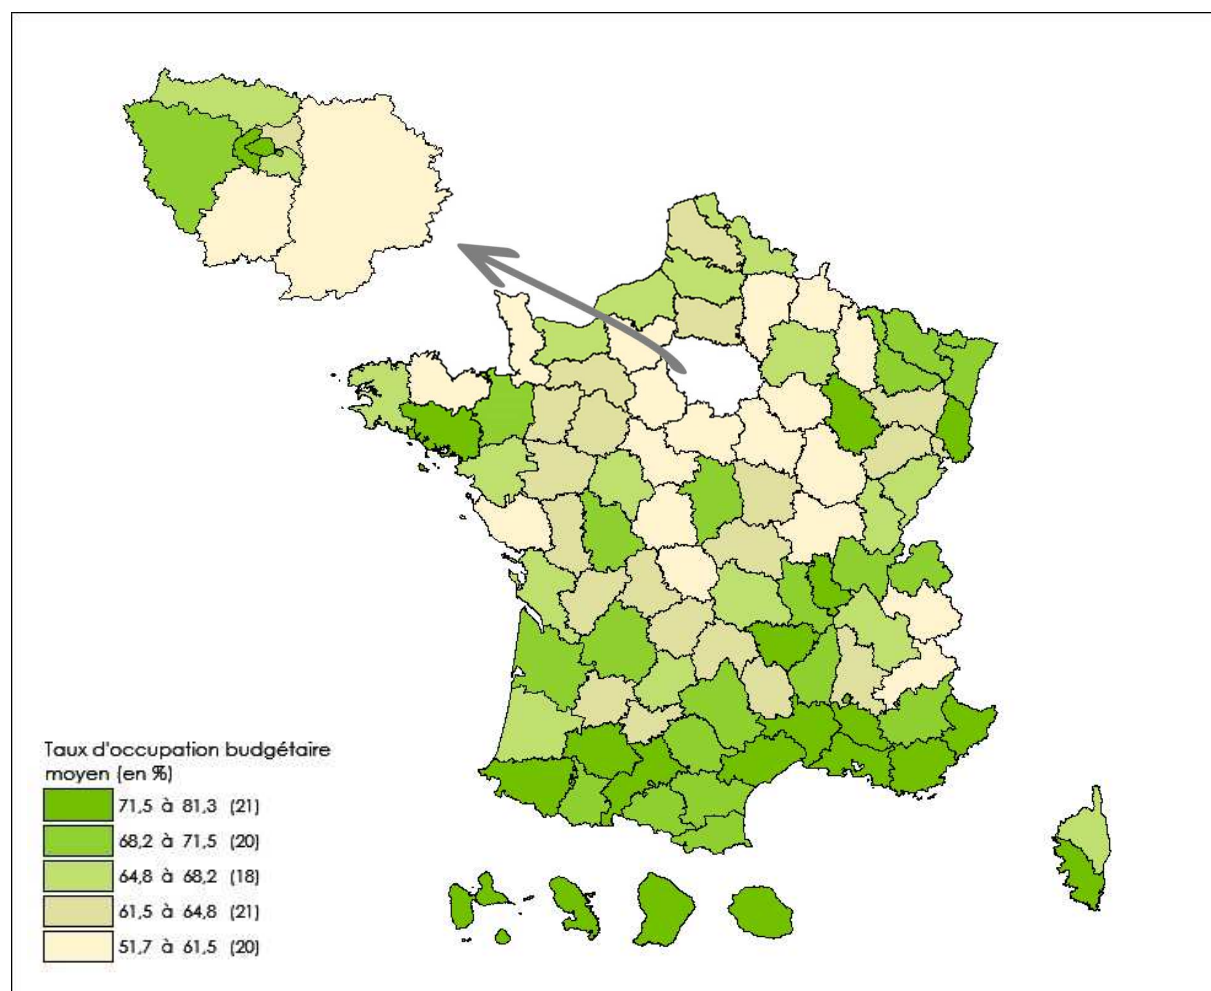 Taux d'occupation budgétaire
moyen (en %)
71,5 à 81,3 (21)
68,2 à 71,5 (20)
64,8 à 68,2 (18)
61,5 à 64,8 (21)
51,7 à 61,5 (20)